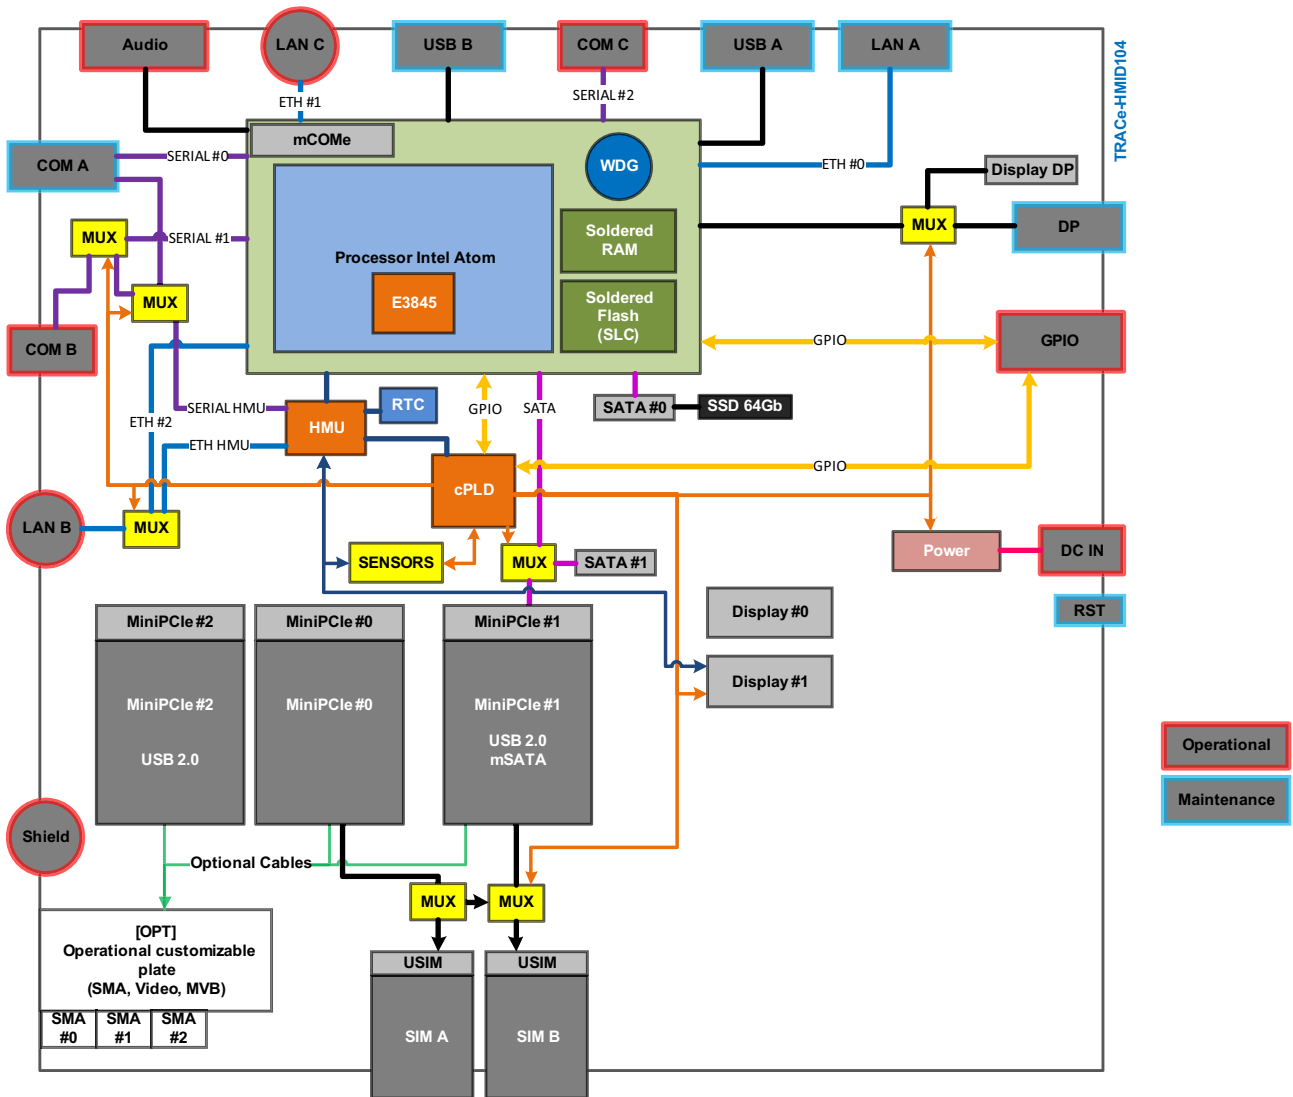 Audio
LAN C
USB B
COM C
USB A
LAN A
TRACe-HMID104
ETH #1
SERIAL #2
mCOMe
SERIAL #0
COM A
WDG
ETH #0
Display DP
MUX
DP
MUX
SERIAL #1
Soldered
RAM
Processor Intel Atom
E3845
MUX
Soldered
Flash
(SLC)
COM B
GPIO
GPIO
SERIAL HMU
ETH #2
ETH HMU
HMU
RTC
GPIO
SATA
SATA #0
SSD 64Gb
GPIO
cPLD
LAN B
MUX
SENSORS
MUX
SATA #1
Power
DC IN
RST
MiniPCIe #2
MiniPCIe #0
MiniPCIe #1
Display #0
MiniPCIe #2
USB 2.0
MiniPCIe #0
MiniPCIe #1
USB 2.0
mSATA
Display #1
Operational
Maintenance
Shield
Optional Cables
MUX
MUX
[OPT]
Operational customizable
plate
(SMA, Video, MVB)
SMA
#0
SMA
#1
SMA
#2
USIM
USIM
SIM A
SIM B